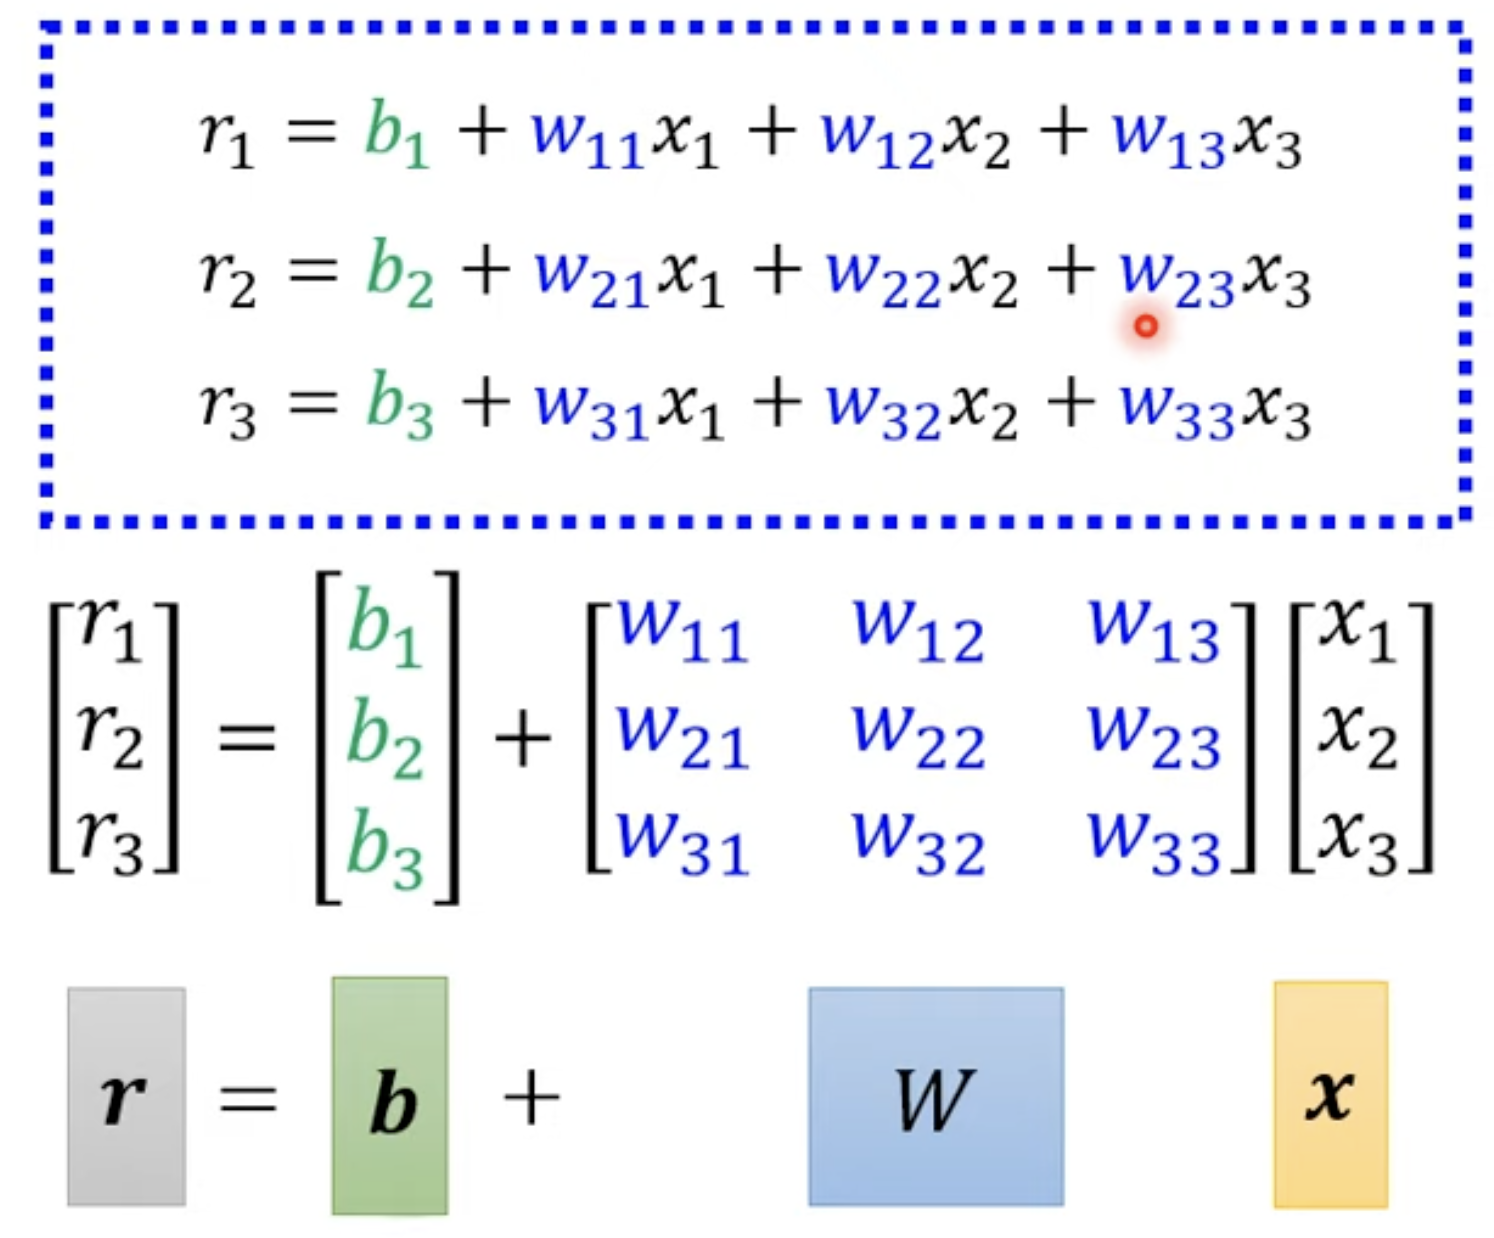 r₁ = b₁ + w₁₁x₁ + w₁₂x₂ + w₁₃x₃
r₂ = b₂ + w₂₁x₁ + w₂₂x₂ + w₂₃x₃
r₃ = b₃ + w₃₁x₁ + w₃₂x₂ + w₃₃x₃
[r₁ r₂ r₃] = [b₁ b₂ b₃] + [w₁₁ w₁₂ w₁₃ w₂₁ w₂₂ w₂₃ w₃₁ w₃₂ w₃₃] [x₁ x₂ x₃]
r = b + W x